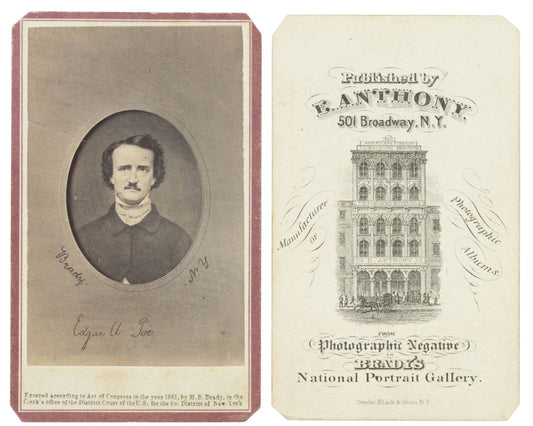 Brady
N.Y
Edgar A Poe
Entered according to Act of Congress in the year 1861, by M.B. Brady, in the
Clerk's office of the District Court of the U.S. for the So. District of New-York
Published by
E. ANTHONY
501 Broadway, N.Y.
Manufacturer
OF
Photographic
Albums.
FROM
Photographic Negative
IN
BRADY'S
National Portrait Gallery.
N.Y.